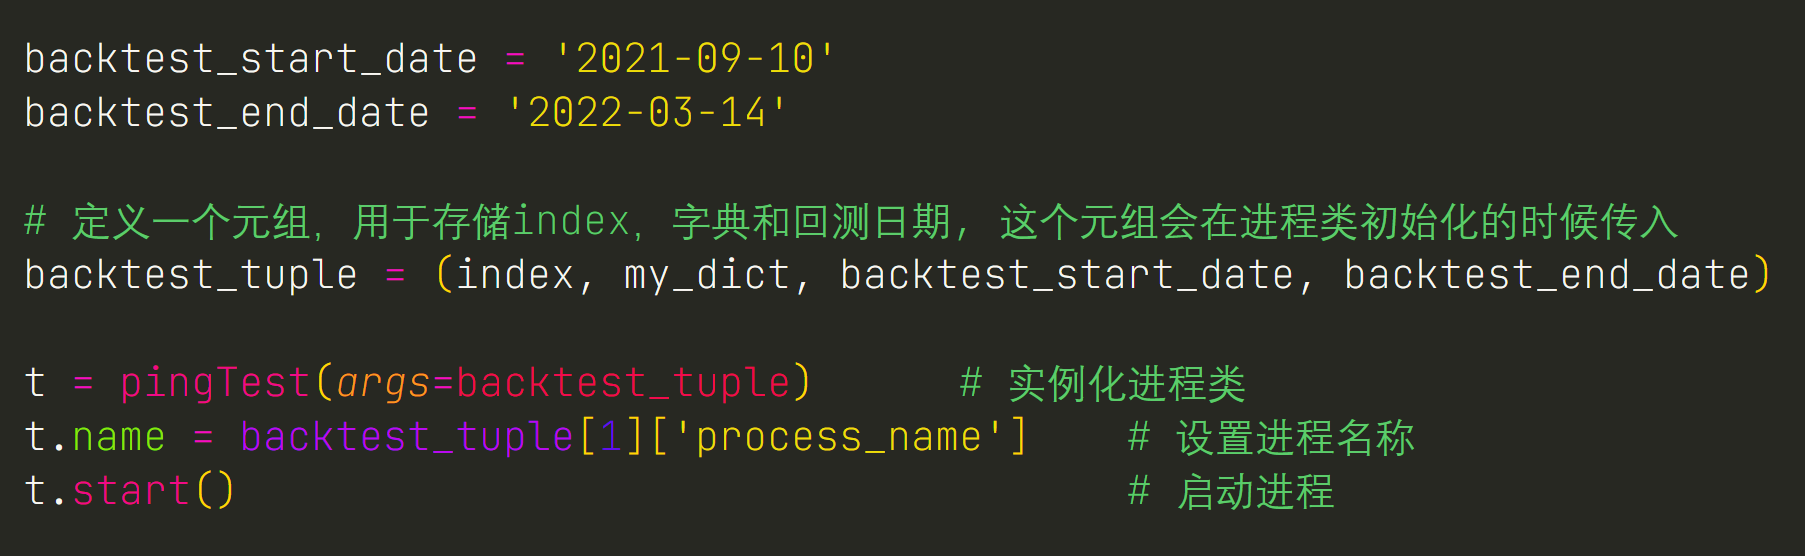 backtest_start_date = '2021-09-10'
backtest_end_date = '2022-03-14'
# 定义一个元组，用于存储index，字典和回测日期, 这个元组会在进程类初始化的时候传入
backtest_tuple = (index, my_dict, backtest_start_date, backtest_end_date)
t = pingTest(args=backtest_tuple)      # 实例化进程类
t.name = backtest_tuple[1]['process_name']    # 设置进程名称
t.start()                                     # 启动进程